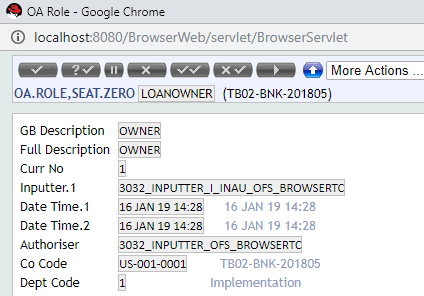 OA Role - Google Chrome
localhost:8080/BrowserWeb/servlet/BrowserServlet
More Actions ...
OA.ROLE,SEAT.ZERO LOANOWNER (TB02-BNK-201805)
GB Description OWNER
Full Description OWNER
Curr No 1
Inputter.1 3032_INPUTTER_I_INAU_OFS_BROWSERTC
Date Time.1 16 JAN 19 14:28 16 JAN 19 14:28
Date Time.2 16 JAN 19 14:28 16 JAN 19 14:28
Authoriser 3032_INPUTTER_OFS_BROWSERTC
Co Code US-001-0001 TB02-BNK-201805
Dept Code 1 Implementation